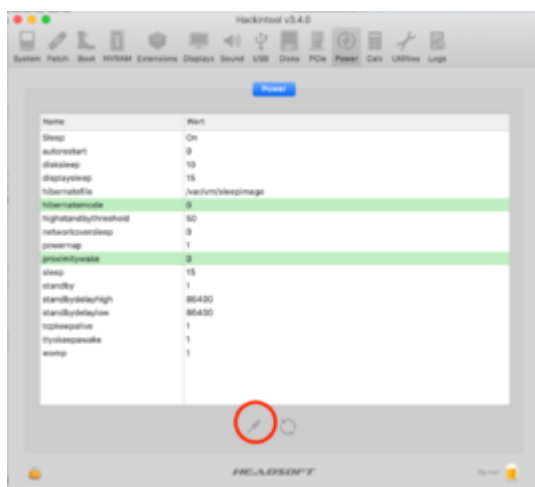 Hackintool v3.4.0
System Patch Boot NVRAM Extensions Displays Sound USB Disks PCIe Power Calc Utilities Logs
Power
Name Wert
Sleep On
autorestart 0
disksleep 10
displaysleep 15
hibernatefile /var/vm/sleepimage
hibernatemode 0
highstandbythreshold 50
networkoversleep 0
powernap 1
proximitywake 0
sleep 15
standby 1
standbydelayhigh 86400
standbydelaylow 86400
tcpkeepalive 1
ttyskeepawake 1
womp 1
HEADSOFT